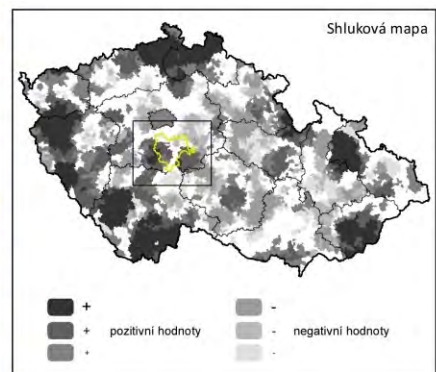 Shluková mapa
+ -
+ pozitivní hodnoty - negativní hodnoty
+ -